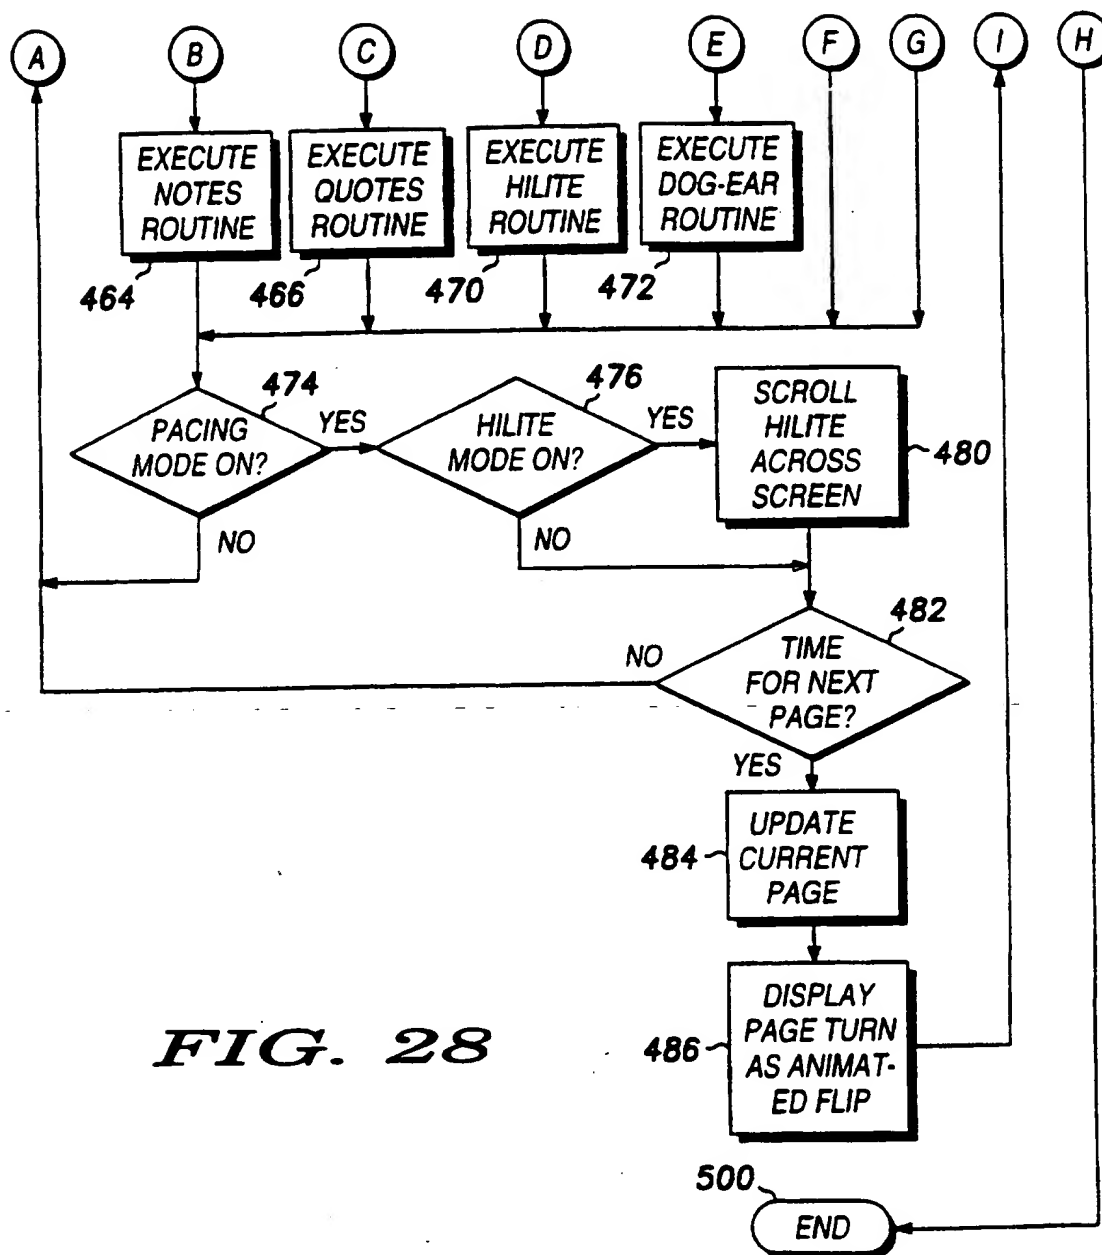 A B C D E F G I H
EXECUTE
NOTES
ROUTINE
464
EXECUTE
QUOTES
ROUTINE
466
EXECUTE
HILITE
ROUTINE
470
EXECUTE
DOG-EAR
ROUTINE
472
PACING
MODE ON?
474
YES
NO
HILITE
MODE ON?
476
YES
NO
SCROLL
HILITE
ACROSS
SCREEN
480
TIME
FOR NEXT
PAGE?
482
NO
YES
UPDATE
CURRENT
PAGE
484
DISPLAY
PAGE TURN
AS ANIMAT-
ED FLIP
486
FIG. 28
500
END